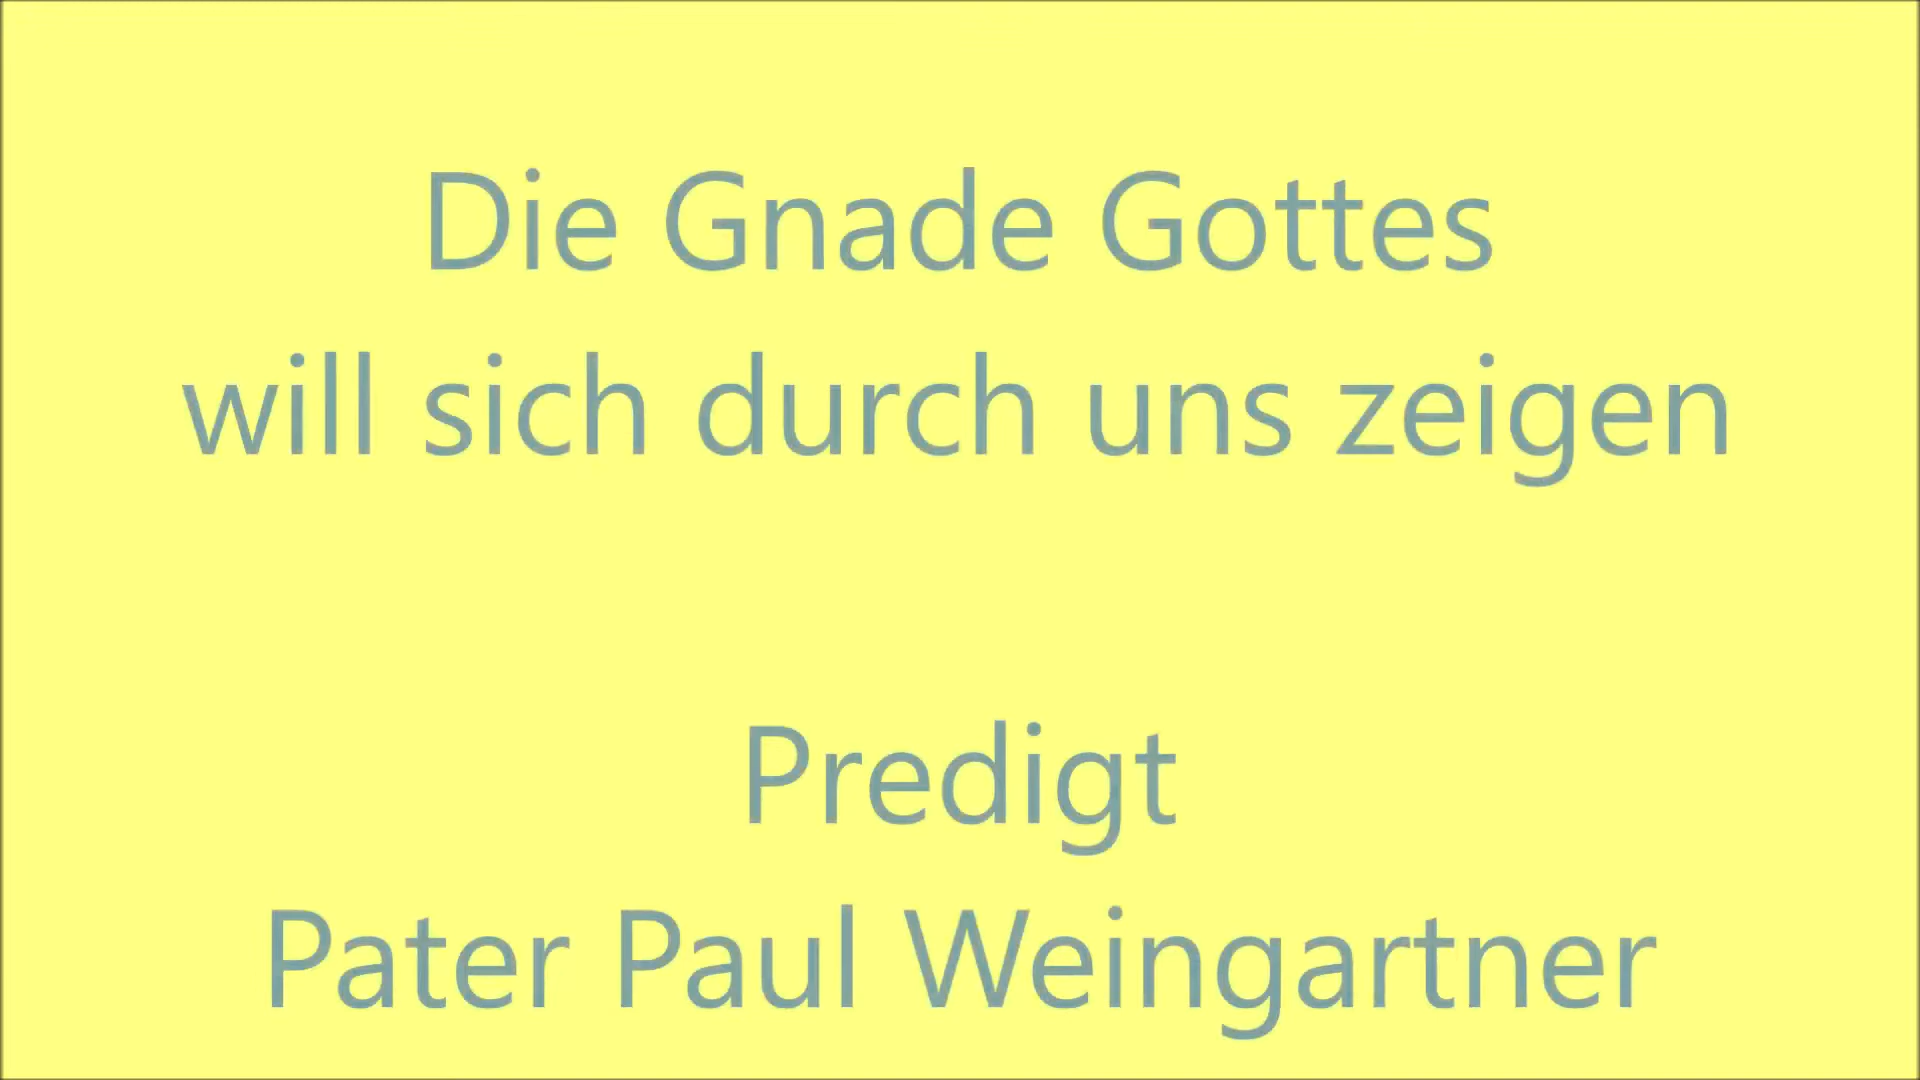 Die Gnade Gottes
will sich durch uns zeigen
Predigt
Pater Paul Weingartner